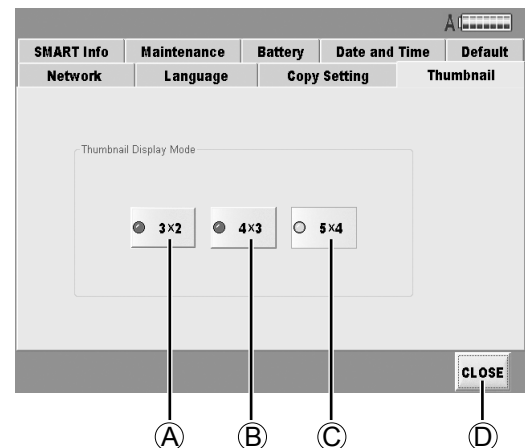 A
SMART Info Maintenance Battery Date and Time Default
Network Language Copy Setting Thumbnail
Thumbnail Display Mode
3×2 4×3 5×4
CLOSE
A B C D